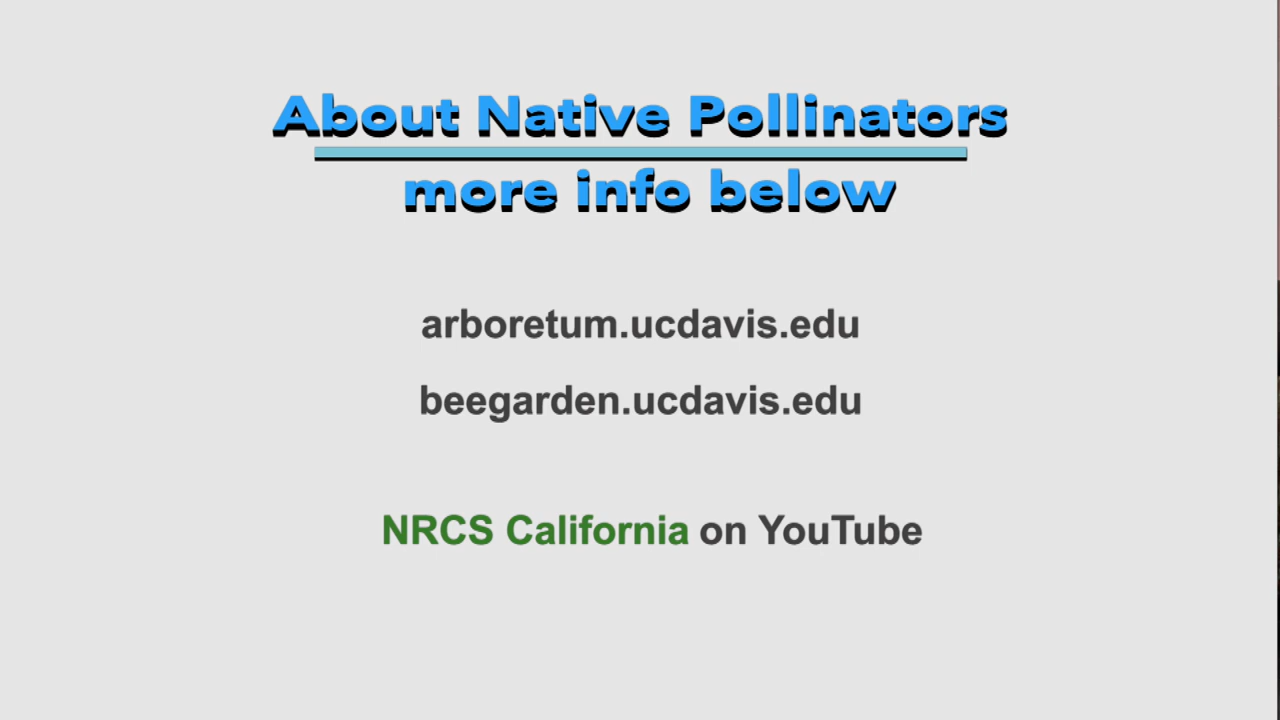 About Native Pollinators
more info below
arboretum.ucdavis.edu
beegarden.ucdavis.edu
NRCS California on YouTube